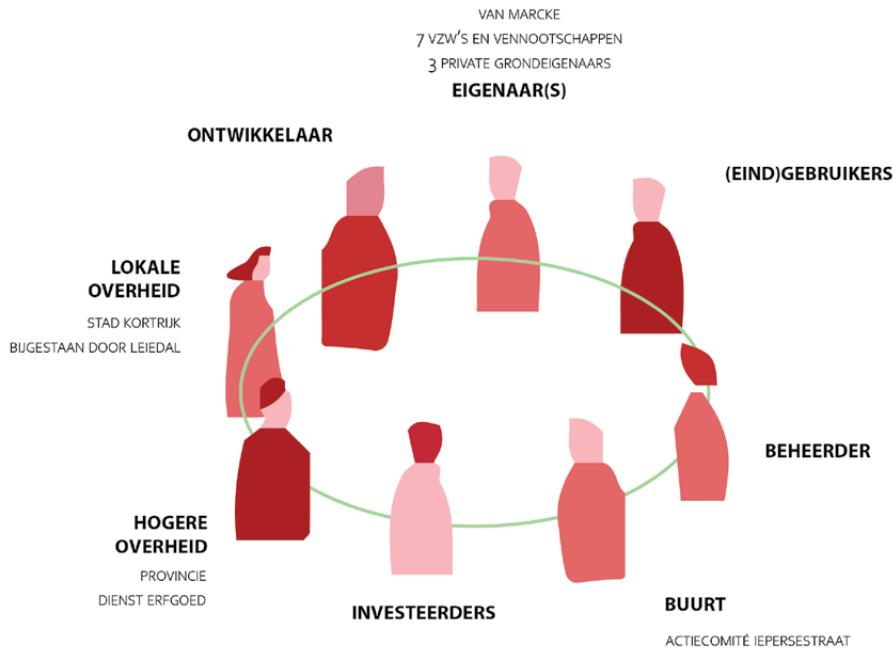 VAN MARCKE
7 VZW'S EN VENNOOTSCHAPPEN
3 PRIVATE GRONDEIGENAARS
EIGENAAR(S)
ONTWIKKELAAR
(EIND)GEBRUIKERS
LOKALE
OVERHEID
STAD KORTRIJK
BIJGESTAAN DOOR LEIEDAL
BEHEERDER
HOGERE
OVERHEID
PROVINCIE
DIENST ERFGOED
INVESTEERDERS
BUURT
ACTIECOMITÉ IEPERSESTRAAT